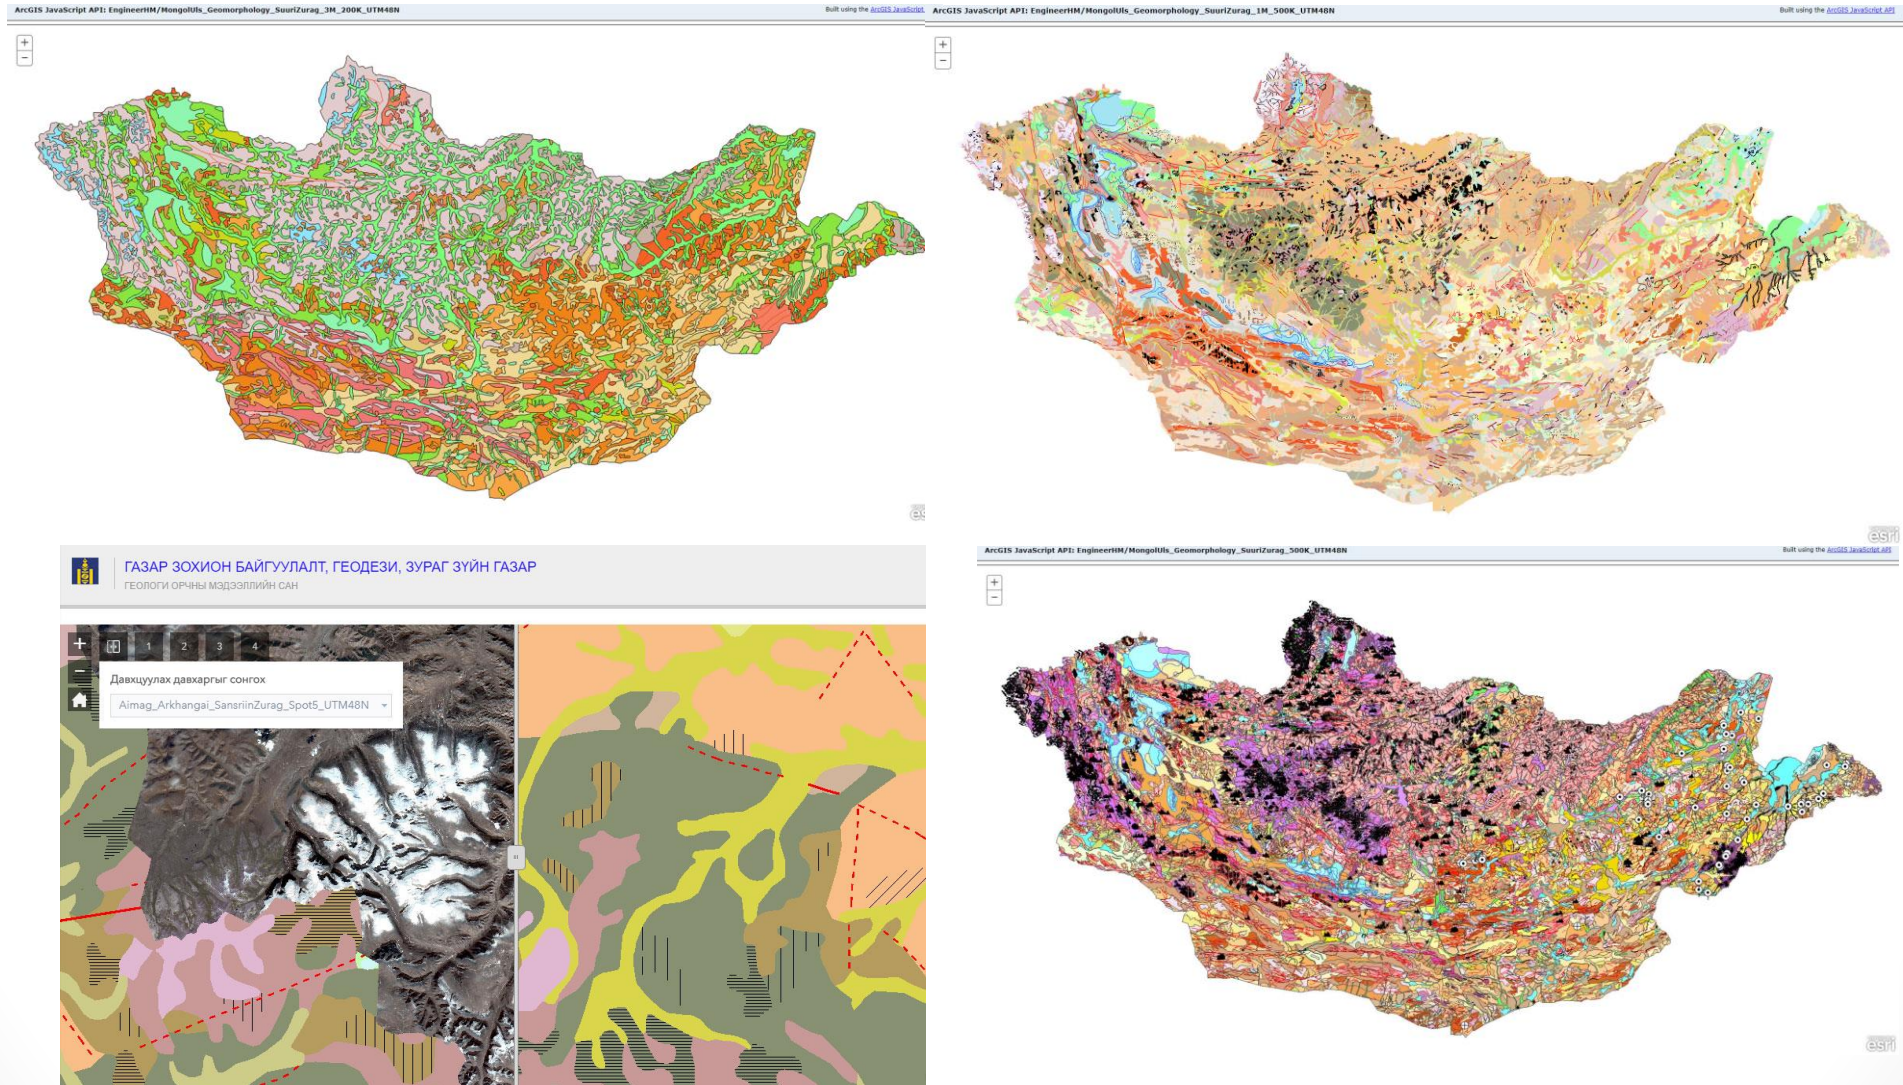 ArcGIS JavaScript API: EngineerHM/MongolUls_Geomorphology_SuuriZurag_3M_200K_UTM48N
Built using the ArcGIS JavaScript
+
−
esri
ArcGIS JavaScript API: EngineerHM/MongolUls_Geomorphology_SuuriZurag_1M_500K_UTM48N
Built using the ArcGIS JavaScript API
+
−
esri
ГАЗАР ЗОХИОН БАЙГУУЛАЛТ, ГЕОДЕЗИ, ЗУРАГ ЗҮЙН ГАЗАР
ГЕОЛОГИ ОРЧНЫ МЭДЭЭЛЛИЙН САН
+
1 2 3 4
−
Давхцуулах давхаргыг сонгох
Aimag_Arkhangai_SansriinZurag_Spot5_UTM48N
ArcGIS JavaScript API: EngineerHM/MongolUls_Geomorphology_SuuriZurag_500K_UTM48N
Built using the ArcGIS JavaScript API
+
−
esri